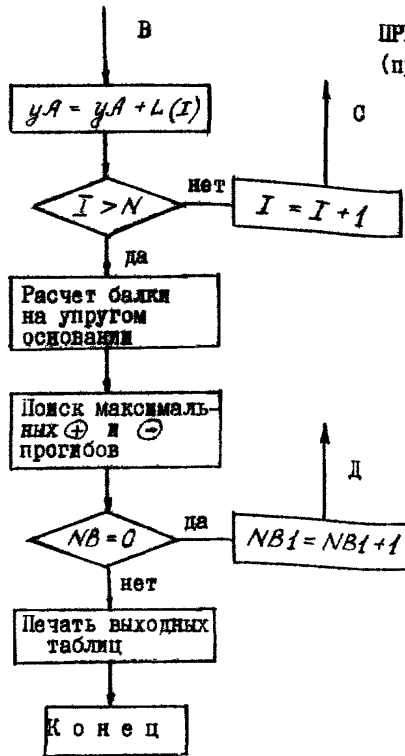 В
ПР
(п
yA = yA + L(I)
С
I > N
нет
I = I + 1
да
Расчет балки
на упругом
основании
Поиск максималь-
ных ⊕ и ⊖
прогибов
Д
NB = 0
да
NB1 = NB1 + 1
нет
Печать выходных
таблиц
К о н е ц